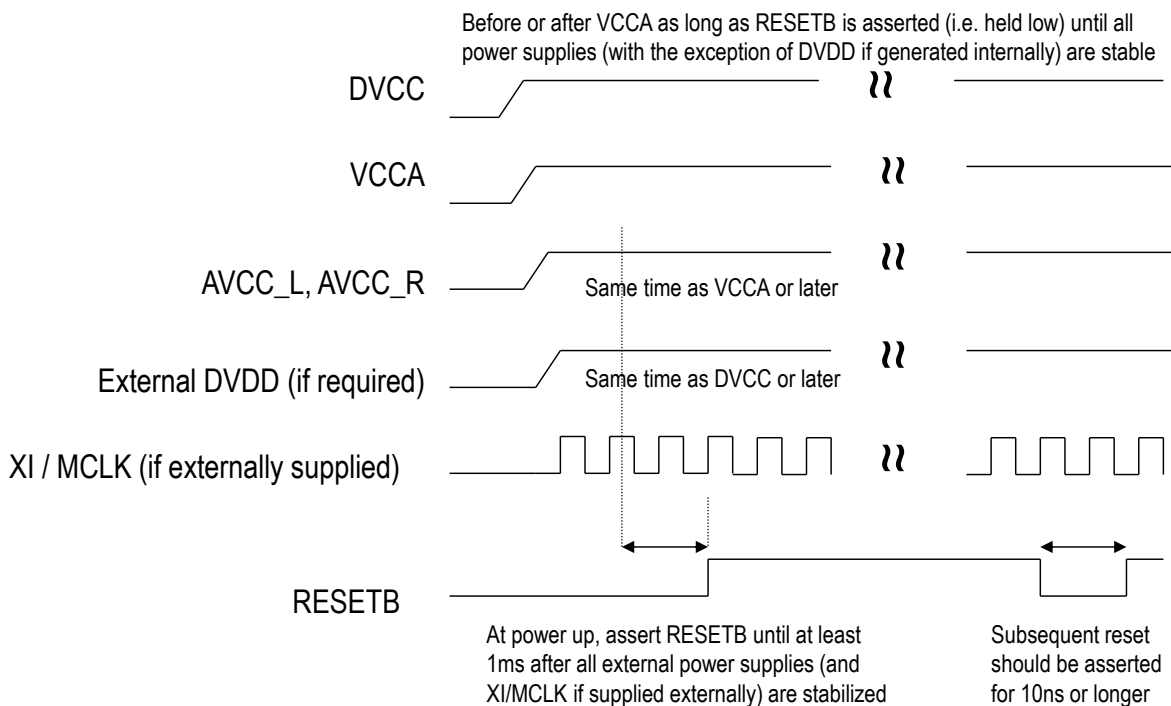 Before or after VCCA as long as RESETB is asserted (i.e. held low) until all
power supplies (with the exception of DVDD if generated internally) are stable
DVCC
VCCA
AVCC_L, AVCC_R
Same time as VCCA or later
External DVDD (if required)
Same time as DVCC or later
XI / MCLK (if externally supplied)
RESETB
At power up, assert RESETB until at least
1ms after all external power supplies (and
XI/MCLK if supplied externally) are stabilized
Subsequent reset
should be asserted
for 10ns or longer